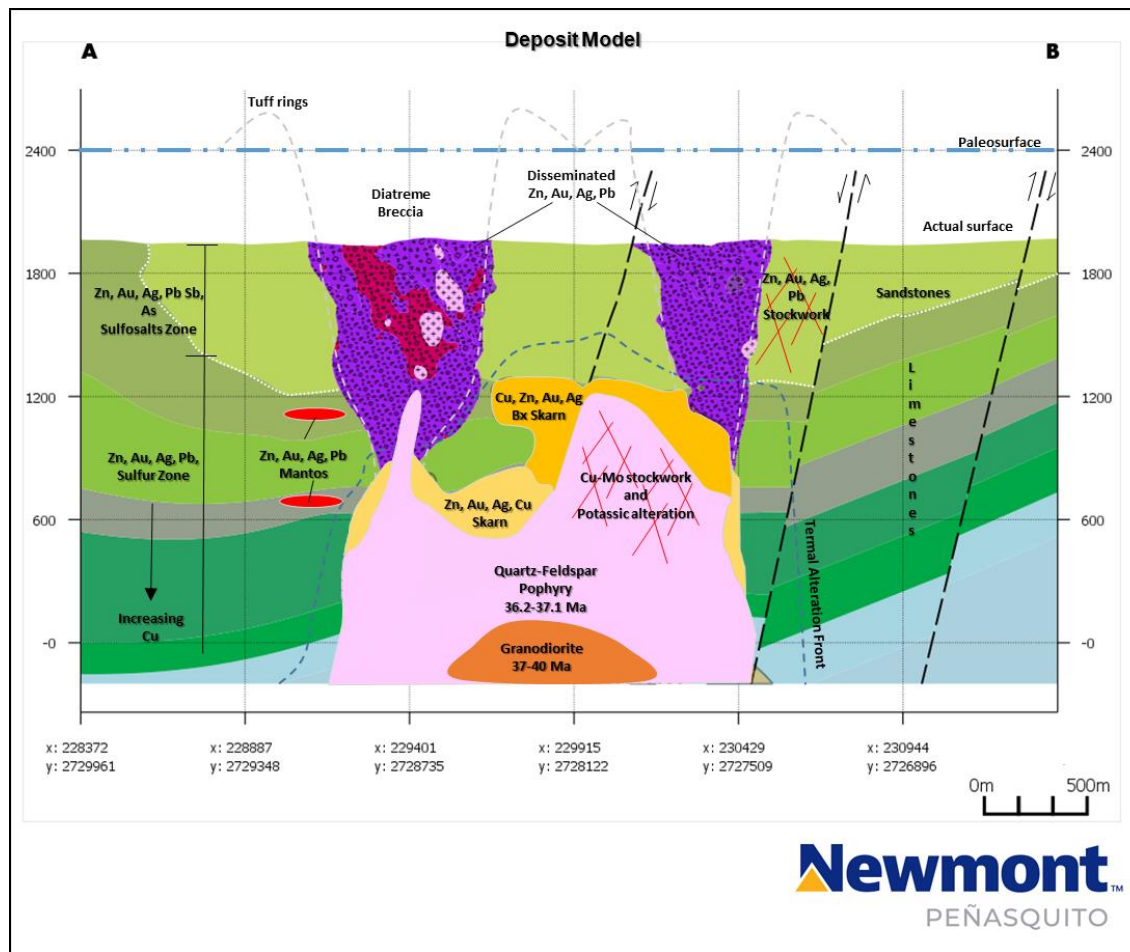 Deposit Model
A
B
Tuff rings
Paleosurface
2400
2400
Disseminated
Zn, Au, Ag, Pb
Diatreme
Breccia
Actual surface
1800
1800
Zn, Au, Ag, Pb Sb,
As
Sulfosalts Zone
Zn, Au, Ag,
Pb
Stockwork
Sandstones
Limestones
1200
1200
Cu, Zn, Au, Ag
Bx Skarn
Zn, Au, Ag, Pb,
Sulfur Zone
Zn, Au, Ag, Pb
Mantos
Zn, Au, Ag, Cu
Skarn
Cu-Mo stockwork
and
Potassic alteration
600
600
Termal Alteration Front
Quartz-Feldspar
Pophyry
36.2-37.1 Ma
Increasing
Cu
-0
-0
Granodiorite
37-40 Ma
x: 228372
y: 2729961
x: 228887
y: 2729348
x: 229401
y: 2728735
x: 229915
y: 2728122
x: 230429
y: 2727509
x: 230944
y: 2726896
0m
500m
Newmont™
PEÑASQUITO